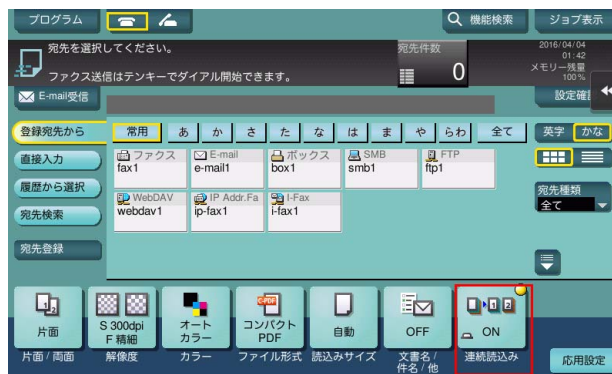 プログラム
機能検索
ジョブ表示
宛先を選択してください。
ファクス送信はテンキーでダイアル開始できます。
宛先件数
0
2016/04/04
01:42
メモリー残量
100%
E-mail受信
設定確
登録宛先から
常用 あ か さ た な は ま や らわ 全て
英字 かな
直接入力
履歴から選択
宛先検索
宛先登録
ファクス
fax1
E-mail
e-mail1
ボックス
box1
SMB
smb1
FTP
ftp1
WebDAV
webdav1
IP Addr.Fa
ip-fax1
I-Fax
i-fax1
宛先種類
全て
片面
片面/両面
S 300dpi
F 精細
解像度
オート
カラー
カラー
C-PDF
コンパクト
PDF
ファイル形式
自動
読込みサイズ
OFF
文書名/
件名/他
1 2
ON
連続読込み
応用設定